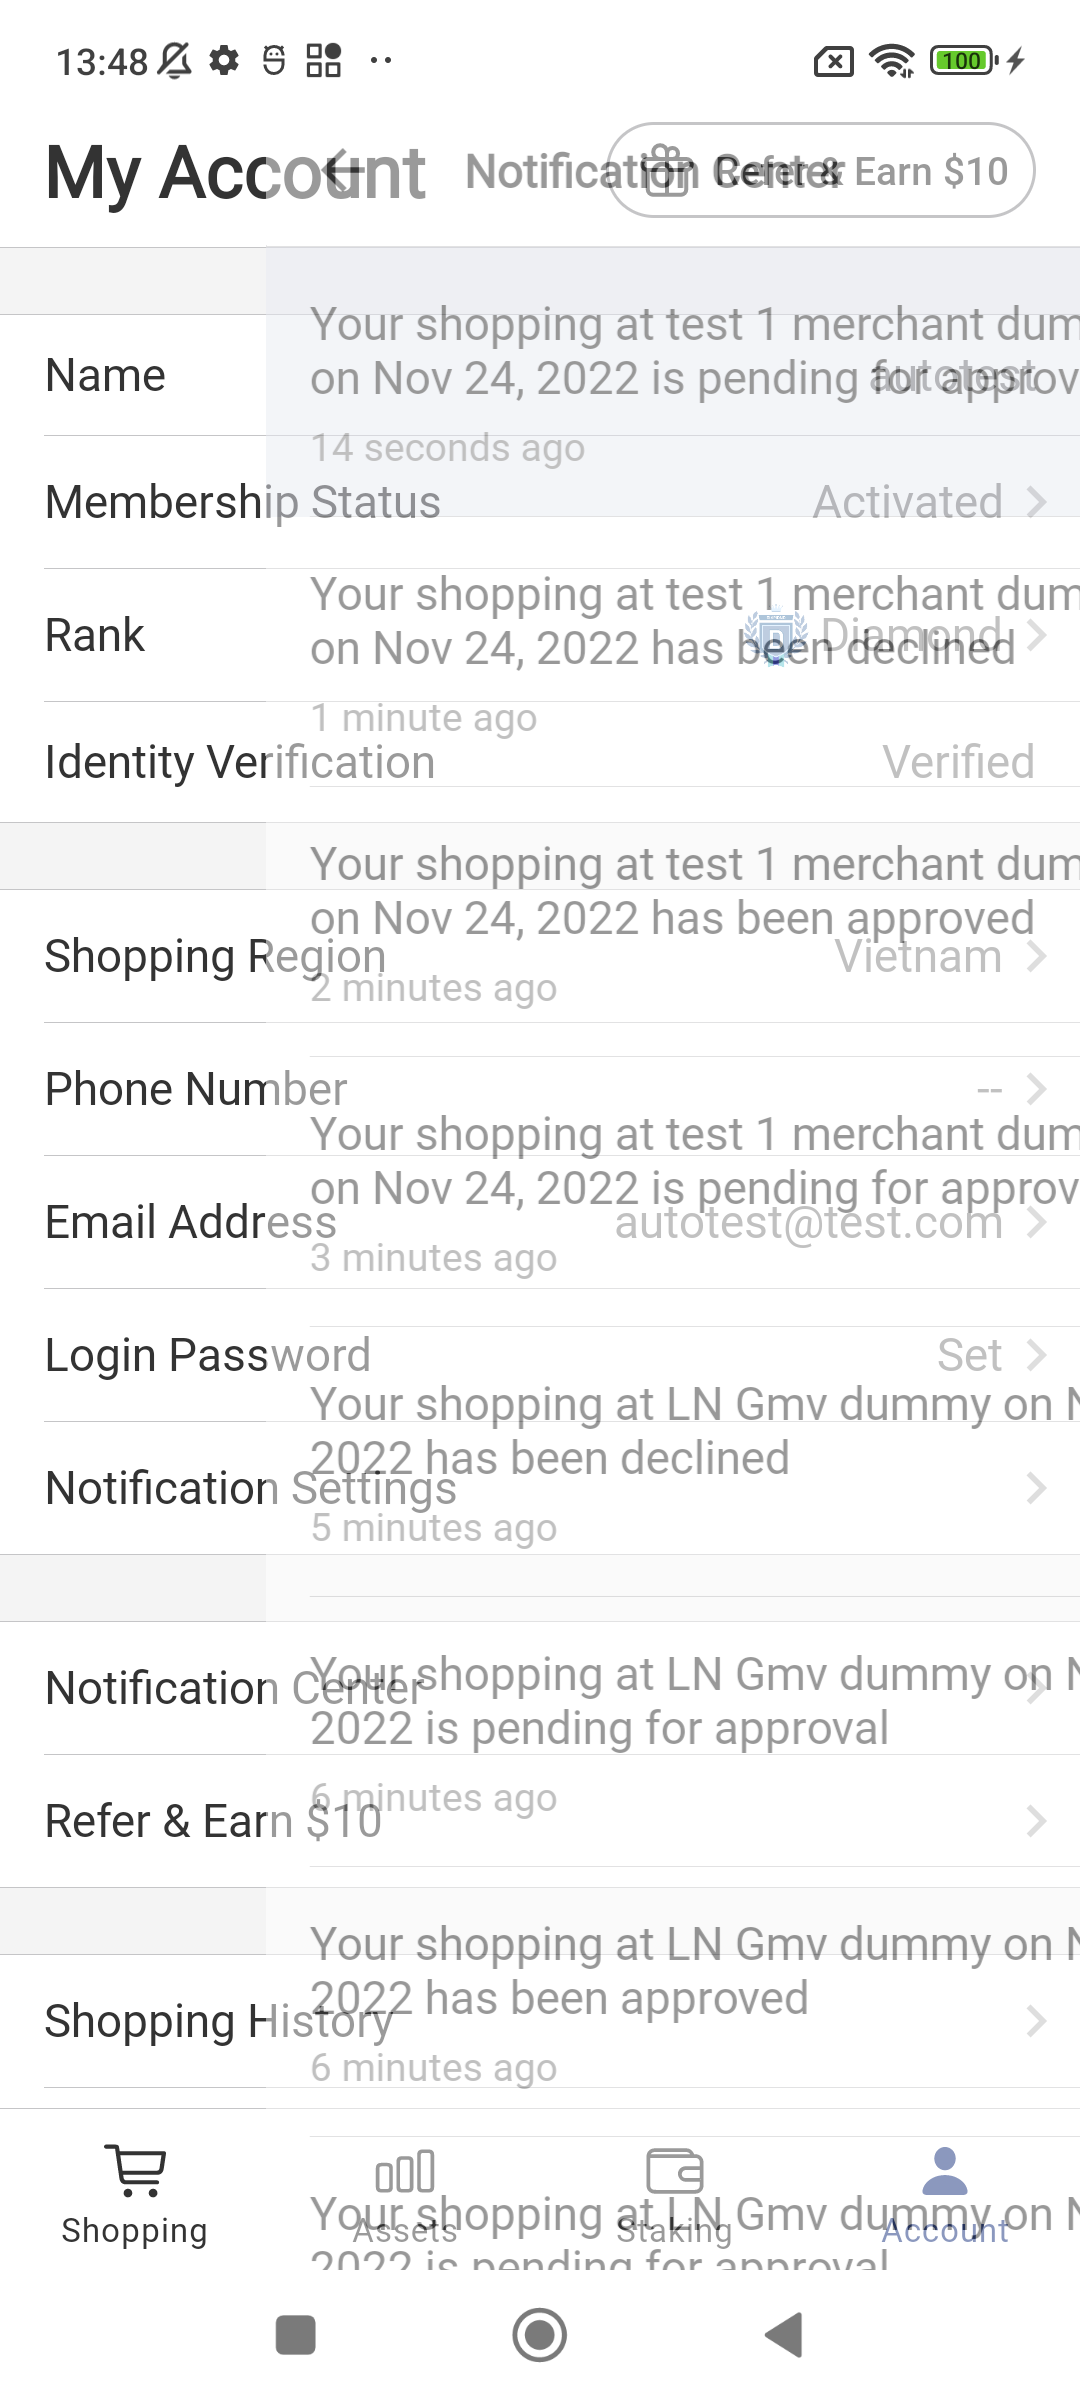 13:48
100
My Account
Notification Center
Refer & Earn $10
Your shopping at test 1 merchant dum
on Nov 24, 2022 is pending for approv
Name
autotest
14 seconds ago
Membership Status
Activated
Your shopping at test 1 merchant dum
on Nov 24, 2022 has been declined
Rank
Diamond
1 minute ago
Identity Verification
Verified
Your shopping at test 1 merchant dum
on Nov 24, 2022 has been approved
Shopping Region
Vietnam
2 minutes ago
Phone Number
--
Your shopping at test 1 merchant dum
on Nov 24, 2022 is pending for approv
Email Address
autotest@test.com
3 minutes ago
Login Password
Set
Your shopping at LN Gmv dummy on N
2022 has been declined
Notification Settings
5 minutes ago
Your shopping at LN Gmv dummy on N
Notification Center
2022 is pending for approval
6 minutes ago
Refer & Earn $10
Your shopping at LN Gmv dummy on N
2022 has been approved
Shopping History
6 minutes ago
Your shopping at LN Gmv dummy on N
Shopping
Assets
Staking
Account
2022 is pending for approval